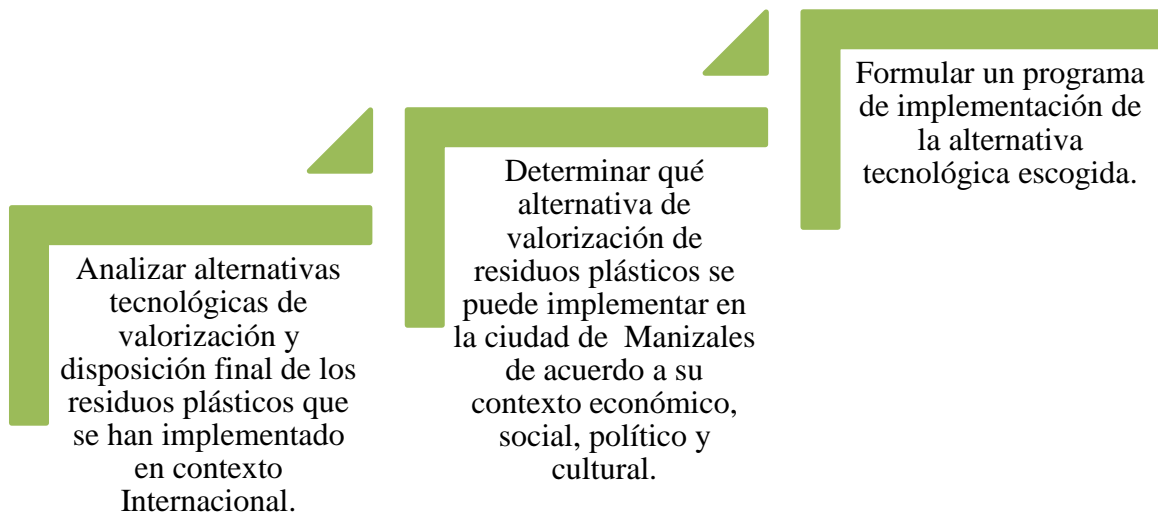 Analizar alternativas
tecnológicas de
valorización y
disposición final de los
residuos plásticos que
se han implementado
en contexto
Internacional.
Determinar qué
alternativa de
valorización de
residuos plásticos se
puede implementar en
la ciudad de  Manizales
de acuerdo a su
contexto económico,
social, político y
cultural.
Formular un programa
de implementación de
la alternativa
tecnológica escogida.